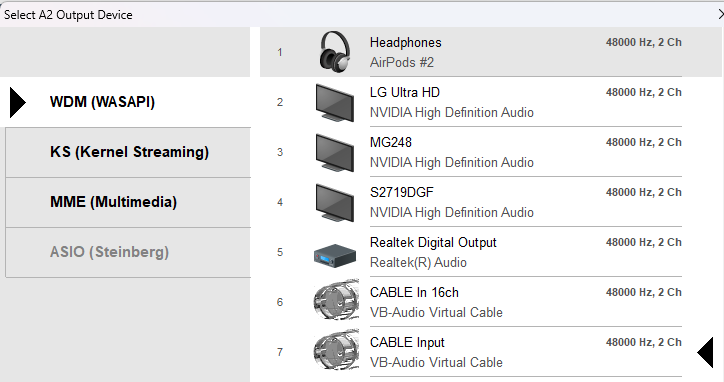 Select A2 Output Device
WDM (WASAPI)
KS (Kernel Streaming)
MME (Multimedia)
ASIO (Steinberg)
1 Headphones 48000 Hz, 2 Ch
AirPods #2
2 LG Ultra HD 48000 Hz, 2 Ch
NVIDIA High Definition Audio
3 MG248 48000 Hz, 2 Ch
NVIDIA High Definition Audio
4 S2719DGF 48000 Hz, 2 Ch
NVIDIA High Definition Audio
5 Realtek Digital Output 48000 Hz, 2 Ch
Realtek(R) Audio
6 CABLE In 16ch 48000 Hz, 2 Ch
VB-Audio Virtual Cable
7 CABLE Input 48000 Hz, 2 Ch
VB-Audio Virtual Cable